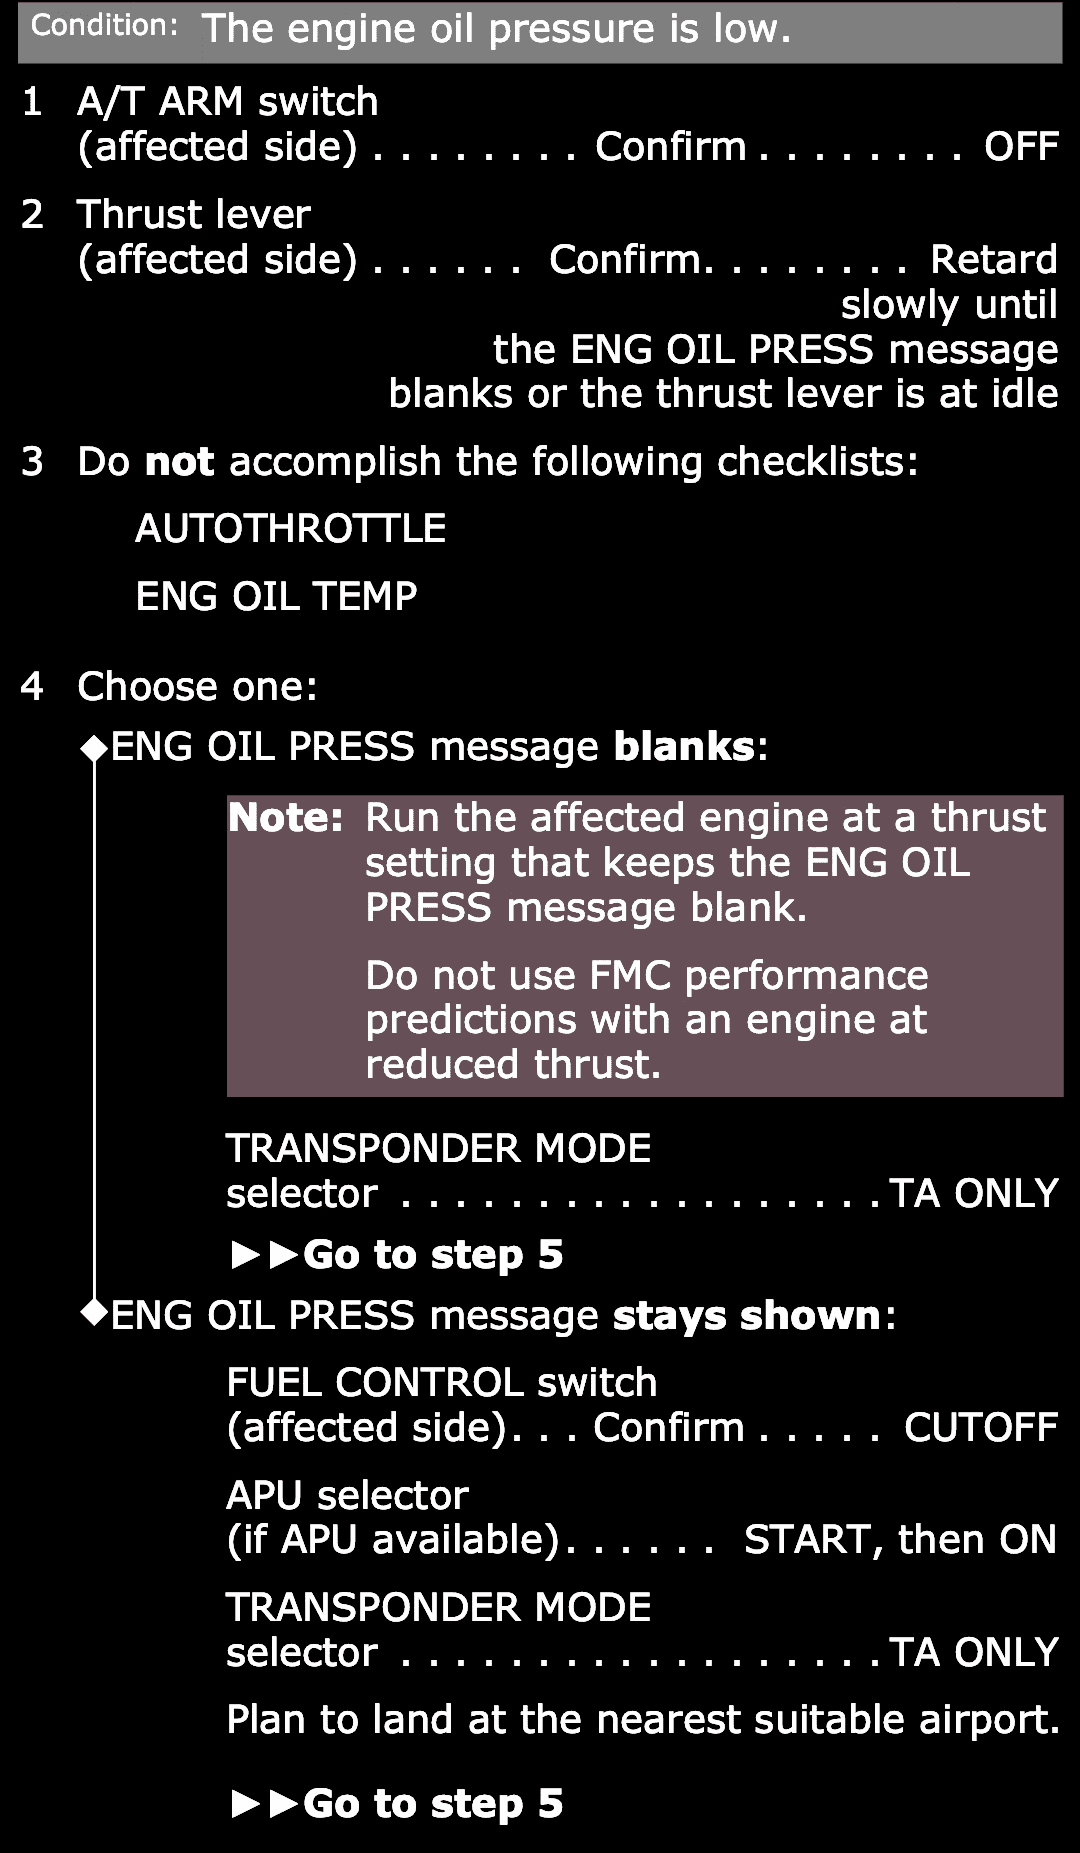 Condition: The engine oil pressure is low.
1 A/T ARM switch
(affected side) . . . . . . . . Confirm . . . . . . . . OFF
2 Thrust lever
(affected side) . . . . . . Confirm. . . . . . . . Retard
slowly until
the ENG OIL PRESS message
blanks or the thrust lever is at idle
3 Do not accomplish the following checklists:
AUTOTHROTTLE
ENG OIL TEMP
4 Choose one:
◆ENG OIL PRESS message blanks:
Note: Run the affected engine at a thrust
setting that keeps the ENG OIL
PRESS message blank.
Do not use FMC performance
predictions with an engine at
reduced thrust.
TRANSPONDER MODE
selector . . . . . . . . . . . . . . . . . . TA ONLY
►►Go to step 5
◆ENG OIL PRESS message stays shown:
FUEL CONTROL switch
(affected side). . . Confirm . . . . . CUTOFF
APU selector
(if APU available). . . . . . START, then ON
TRANSPONDER MODE
selector . . . . . . . . . . . . . . . . . . TA ONLY
Plan to land at the nearest suitable airport.
►►Go to step 5